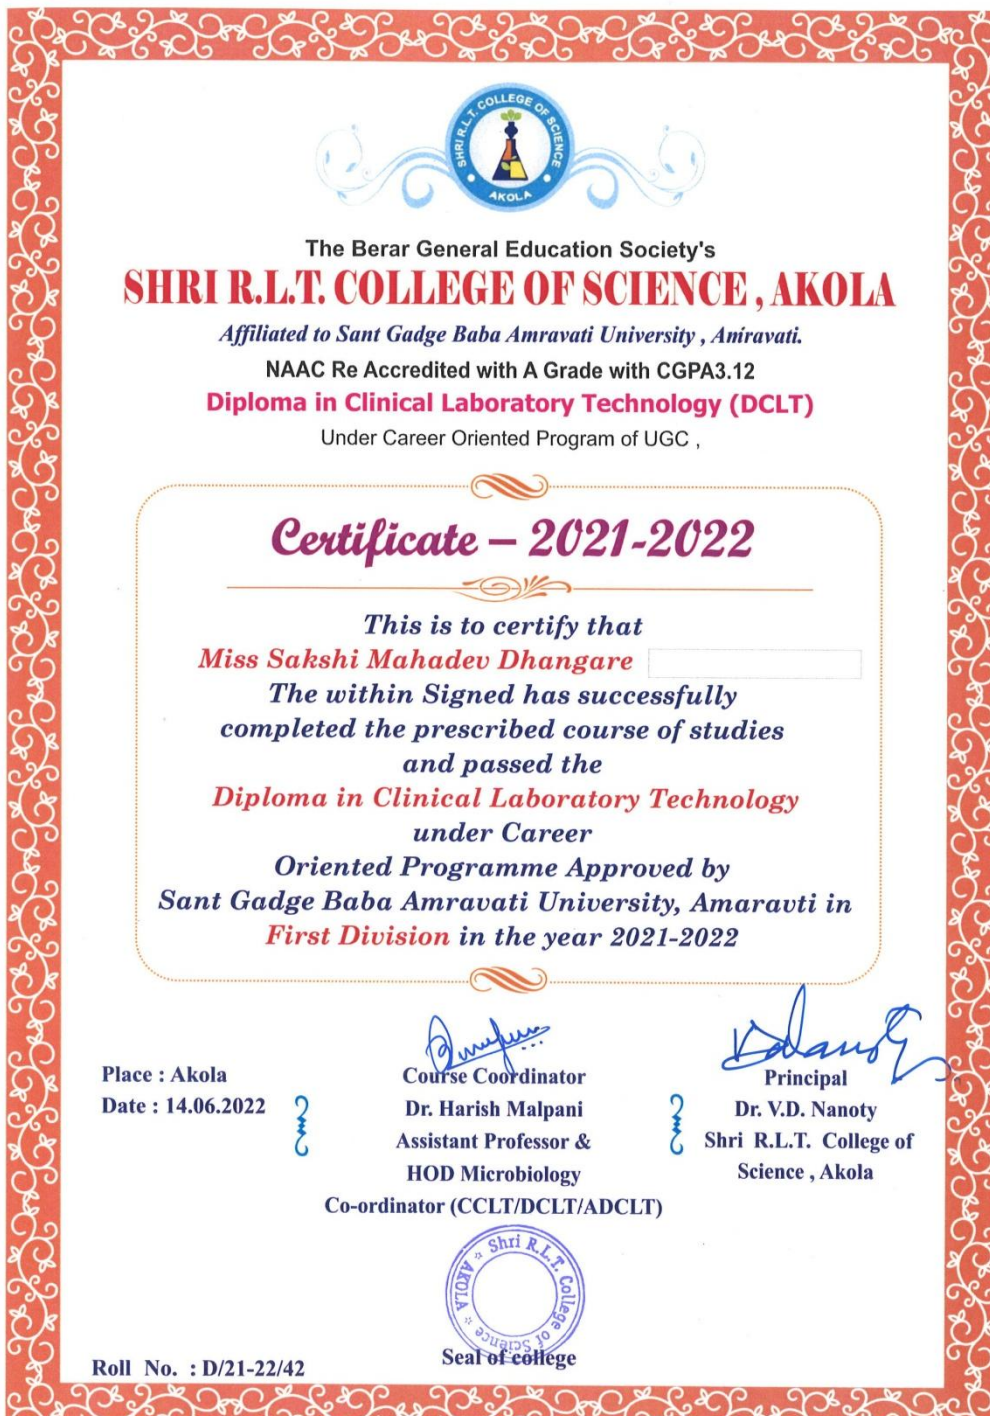 SHRI R.L.T. COLLEGE OF SCIENCE
AKOLA
The Berar General Education Society's
SHRI R.L.T. COLLEGE OF SCIENCE , AKOLA
Affiliated to Sant Gadge Baba Amravati University , Amravati.
NAAC Re Accredited with A Grade with CGPA3.12
Diploma in Clinical Laboratory Technology (DCLT)
Under Career Oriented Program of UGC ,
Certificate – 2021-2022
This is to certify that
Miss Sakshi Mahadev Dhangare
The within Signed has successfully
completed the prescribed course of studies
and passed the
Diploma in Clinical Laboratory Technology
under Career
Oriented Programme Approved by
Sant Gadge Baba Amravati University, Amaravti in
First Division in the year 2021-2022
Place : Akola
Date : 14.06.2022
Course Coordinator
Dr. Harish Malpani
Assistant Professor &
HOD Microbiology
Co-ordinator (CCLT/DCLT/ADCLT)
Principal
Dr. V.D. Nanoty
Shri R.L.T. College of
Science , Akola
Shri R.L.T. College of Science
AKOLA
Seal of college
Roll No. : D/21-22/42